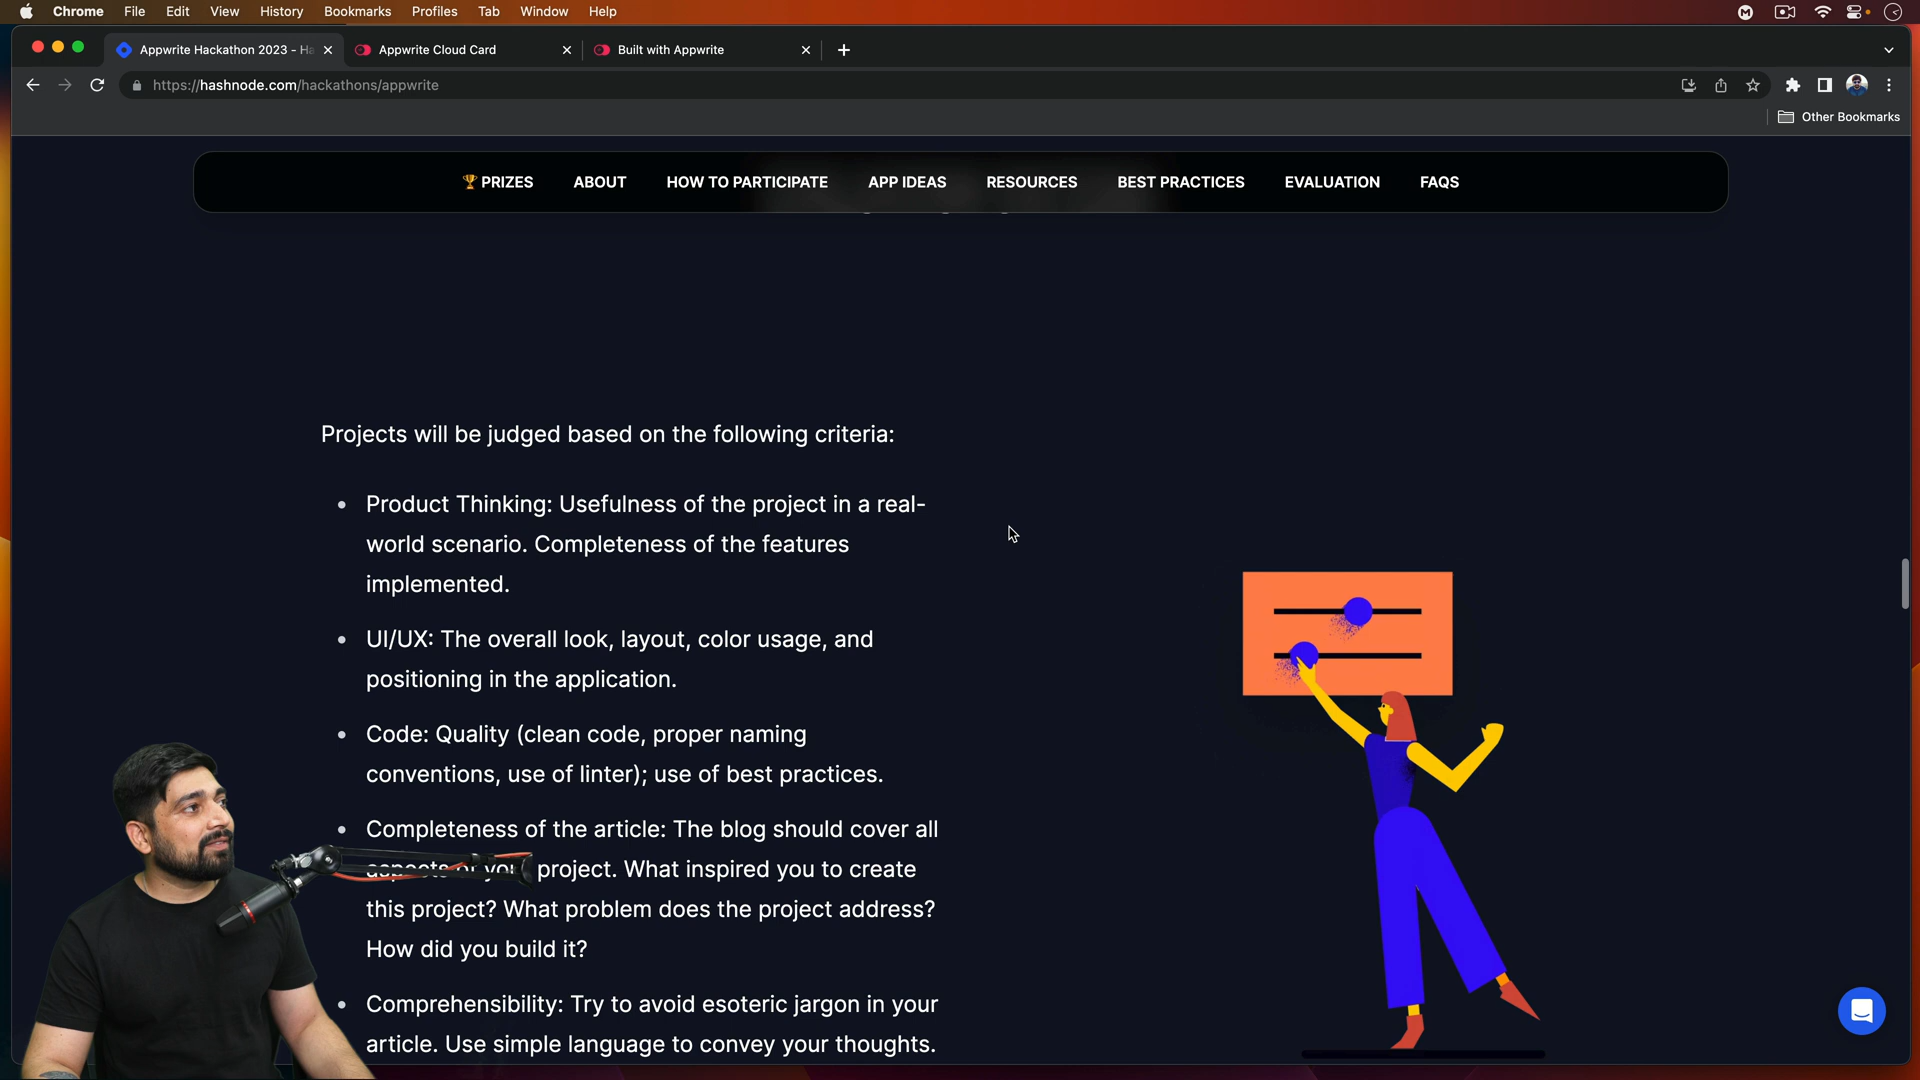 Chrome File Edit View History Bookmarks Profiles Tab Window Help
Appwrite Hackathon 2023 - Ha
Appwrite Cloud Card
Built with Appwrite
https://hashnode.com/hackathons/appwrite
Other Bookmarks
🏆 PRIZES ABOUT HOW TO PARTICIPATE APP IDEAS RESOURCES BEST PRACTICES EVALUATION FAQS
Projects will be judged based on the following criteria:
• Product Thinking: Usefulness of the project in a real-
world scenario. Completeness of the features
implemented.
• UI/UX: The overall look, layout, color usage, and
positioning in the application.
• Code: Quality (clean code, proper naming
conventions, use of linter); use of best practices.
• Completeness of the article: The blog should cover all
aspects of your project. What inspired you to create
this project? What problem does the project address?
How did you build it?
• Comprehensibility: Try to avoid esoteric jargon in your
article. Use simple language to convey your thoughts.